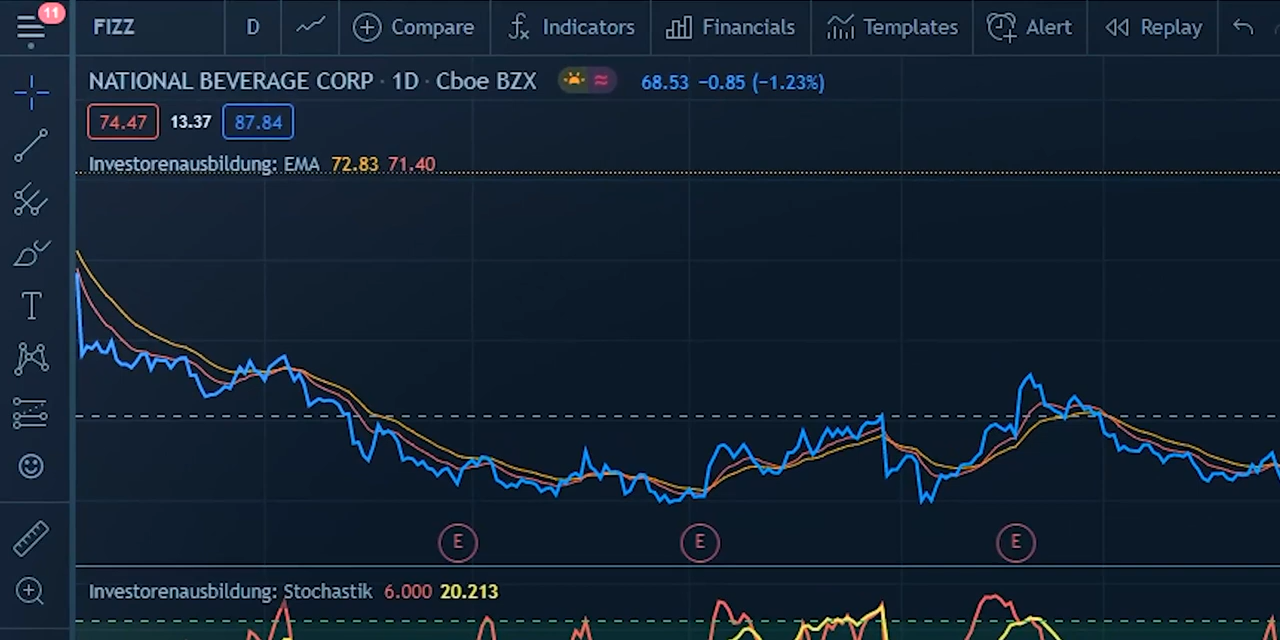 11
FIZZ D Compare Indicators Financials Templates Alert Replay
NATIONAL BEVERAGE CORP · 1D · Cboe BZX 68.53 −0.85 (−1.23%)
74.47 13.37 87.84
Investorenausbildung: EMA 72.83 71.40
E E E
Investorenausbildung: Stochastik 6.000 20.213